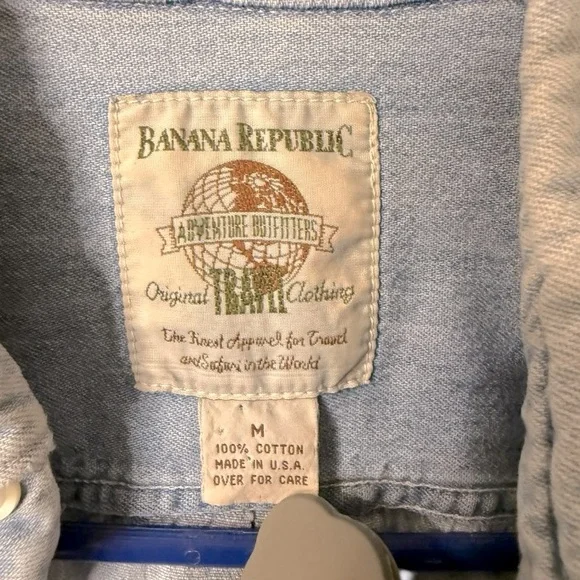 BANANA REPUBLIC
ADVENTURE OUTFITTERS
Original TRAVEL Clothing
The Finest Apparel for Travel
and Safari in the World
M
100% COTTON
MADE IN U.S.A.
OVER FOR CARE